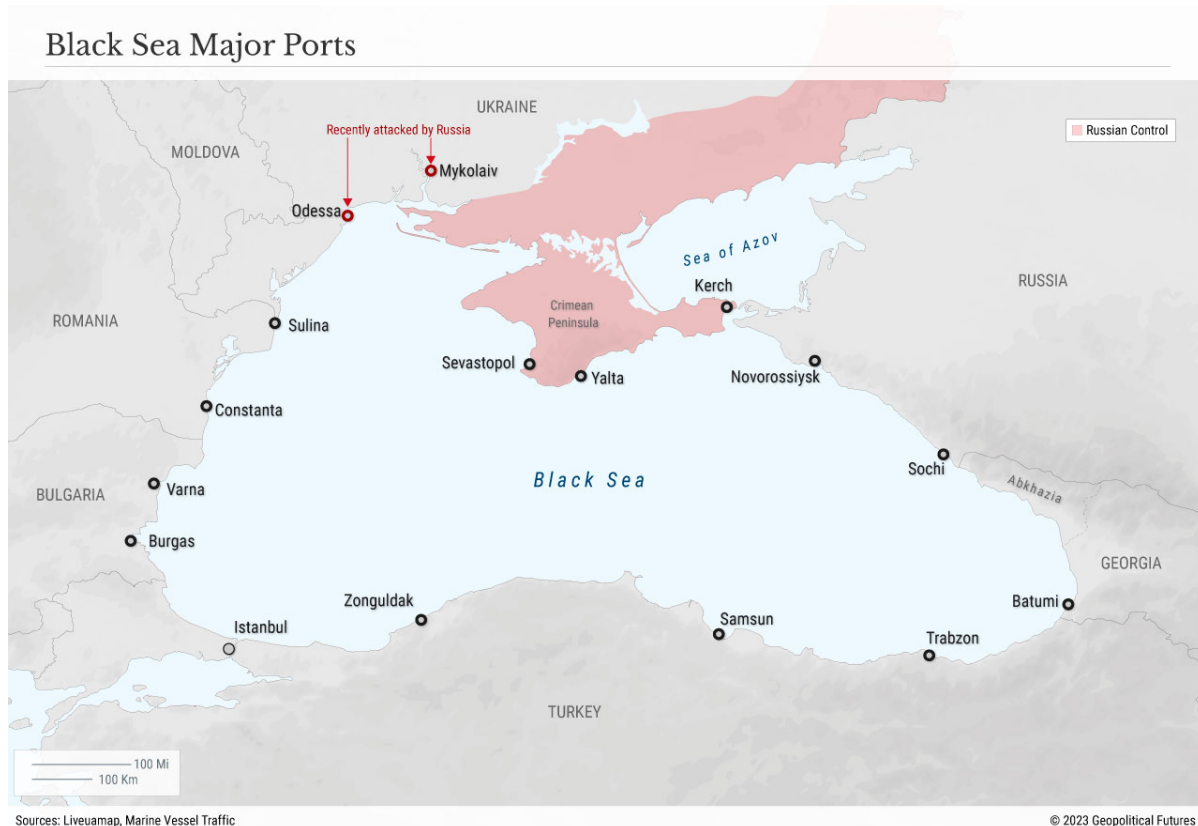 Black Sea Major Ports
UKRAINE
Recently attacked by Russia
Russian Control
MOLDOVA
Mykolaiv
Odessa
Sea of Azov
RUSSIA
Kerch
Crimean
Peninsula
ROMANIA
Sulina
Sevastopol
Yalta
Novorossiysk
Constanta
Sochi
Black Sea
Abkhazia
Varna
BULGARIA
Burgas
GEORGIA
Zonguldak
Batumi
Istanbul
Samsun
Trabzon
TURKEY
100 Mi
100 Km
Sources: Liveuamap, Marine Vessel Traffic
© 2023 Geopolitical Futures